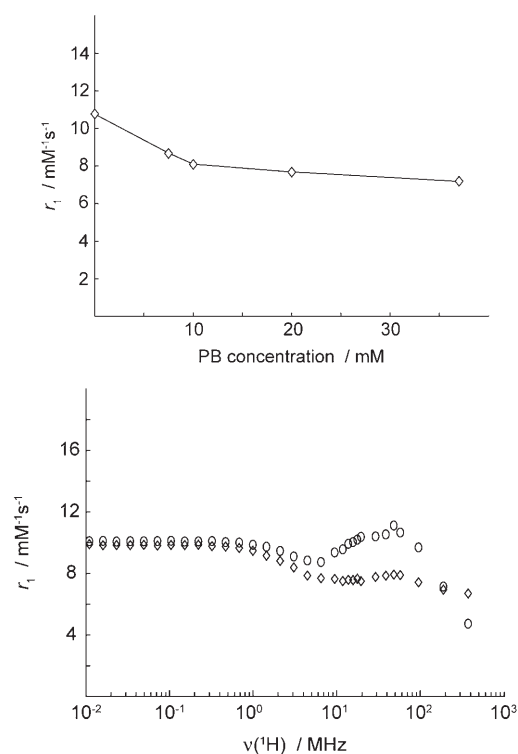 14
12
10
8
6
4
2
r₁ / mM⁻¹s⁻¹
10 20 30
PB concentration / mM
16
12
8
4
r₁ / mM⁻¹s⁻¹
10⁻² 10⁻¹ 10⁰ 10¹ 10² 10³
ν(¹H) / MHz